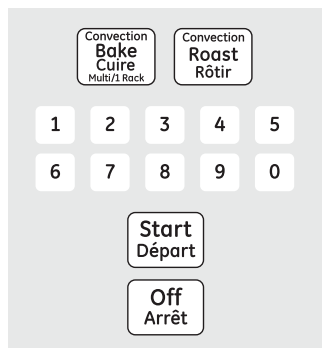 Convection Convection
Bake Roast
Cuire Rôtir
Multi/1 Rack
1 2 3 4 5
6 7 8 9 0
Start
Départ
Off
Arrêt